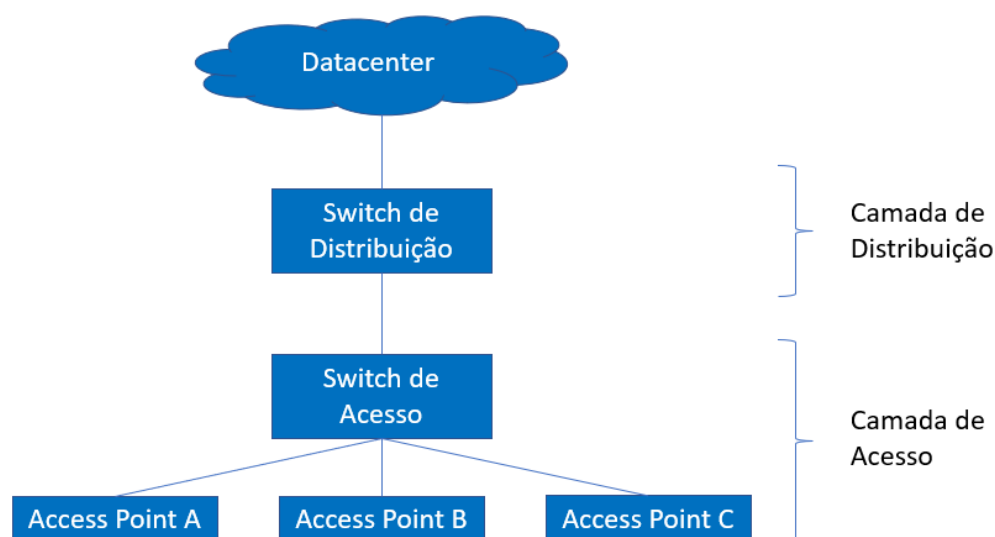 Datacenter
Switch de
Distribuição
Camada de
Distribuição
Switch de
Acesso
Camada de
Acesso
Access Point A
Access Point B
Access Point C